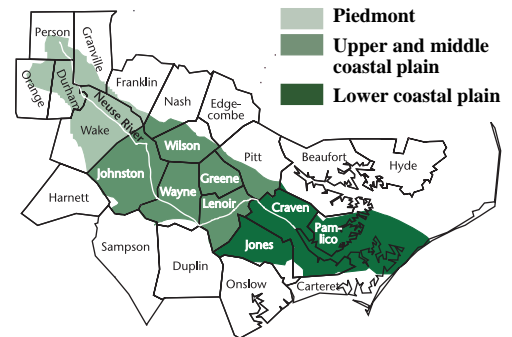 Piedmont
Upper and middle
coastal plain
Lower coastal plain
Person
Granville
Orange
Durham
Franklin
Nash
Edge-
combe
Neuse River
Wake
Wilson
Pitt
Beaufort
Hyde
Johnston
Greene
Wayne
Harnett
Lenoir
Craven
Pam-
lico
Sampson
Jones
Duplin
Onslow
Carteret